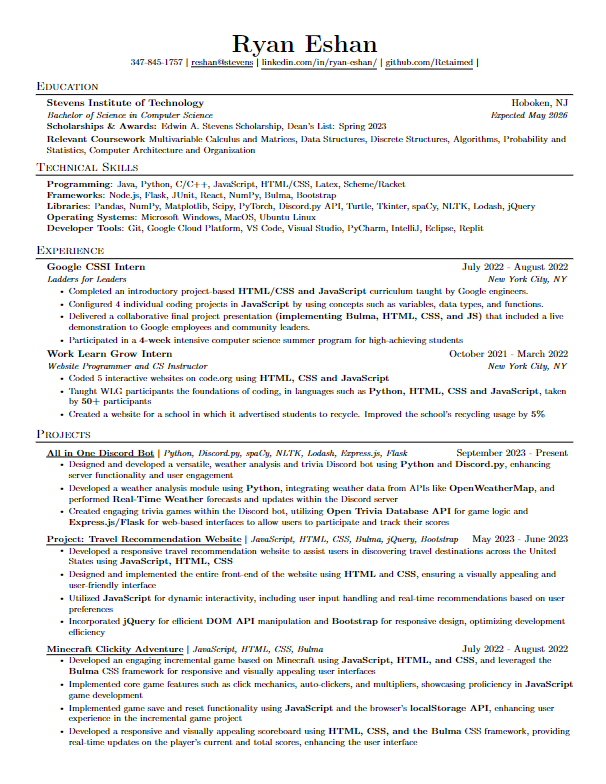 Ryan Eshan
347-845-1757 | reshan@stevens | linkedin.com/in/ryan-eshan/ | github.com/Retaimed |
Education
Stevens Institute of Technology Hoboken, NJ
Bachelor of Science in Computer Science Expected May 2026
Scholarships & Awards: Edwin A. Stevens Scholarship, Dean's List: Spring 2023
Relevant Coursework Multivariable Calculus and Matrices, Data Structures, Discrete Structures, Algorithms, Probability and
Statistics, Computer Architecture and Organization
Technical Skills
Programming: Java, Python, C/C++, JavaScript, HTML/CSS, Latex, Scheme/Racket
Frameworks: Node.js, Flask, JUnit, React, NumPy, Bulma, Bootstrap
Libraries: Pandas, NumPy, Matplotlib, Scipy, PyTorch, Discord.py API, Turtle, Tkinter, spaCy, NLTK, Lodash, jQuery
Operating Systems: Microsoft Windows, MacOS, Ubuntu Linux
Developer Tools: Git, Google Cloud Platform, VS Code, Visual Studio, PyCharm, IntelliJ, Eclipse, Replit
Experience
Google CSSI Intern July 2022 - August 2022
Ladders for Leaders New York City, NY
• Completed an introductory project-based HTML/CSS and JavaScript curriculum taught by Google engineers.
• Configured 4 individual coding projects in JavaScript by using concepts such as variables, data types, and functions.
• Delivered a collaborative final project presentation (implementing Bulma, HTML, CSS, and JS) that included a live
demonstration to Google employees and community leaders.
• Participated in a 4-week intensive computer science summer program for high-achieving students
Work Learn Grow Intern October 2021 - March 2022
Website Programmer and CS Instructor New York City, NY
• Coded 5 interactive websites on code.org using HTML, CSS and JavaScript
• Taught WLG participants the foundations of coding, in languages such as Python, HTML, CSS and JavaScript, taken
by 50+ participants
• Created a website for a school in which it advertised students to recycle. Improved the school's recycling usage by 5%
Projects
All in One Discord Bot | Python, Discord.py, spaCy, NLTK, Lodash, Express.js, Flask September 2023 - Present
• Designed and developed a versatile, weather analysis and trivia Discord bot using Python and Discord.py, enhancing
server functionality and user engagement
• Developed a weather analysis module using Python, integrating weather data from APIs like OpenWeatherMap, and
performed Real-Time Weather forecasts and updates within the Discord server
• Created engaging trivia games within the Discord bot, utilizing Open Trivia Database API for game logic and
Express.js/Flask for web-based interfaces to allow users to participate and track their scores
Project: Travel Recommendation Website | JavaScript, HTML, CSS, Bulma, jQuery, Bootstrap May 2023 - June 2023
• Developed a responsive travel recommendation website to assist users in discovering travel destinations across the United
States using JavaScript, HTML, CSS
• Designed and implemented the entire front-end of the website using HTML and CSS, ensuring a visually appealing and
user-friendly interface
• Utilized JavaScript for dynamic interactivity, including user input handling and real-time recommendations based on user
preferences
• Incorporated jQuery for efficient DOM API manipulation and Bootstrap for responsive design, optimizing development
efficiency
Minecraft Clickity Adventure | JavaScript, HTML, CSS, Bulma July 2022 - August 2022
• Developed an engaging incremental game based on Minecraft using JavaScript, HTML, and CSS, and leveraged the
Bulma CSS framework for responsive and visually appealing user interfaces
• Implemented core game features such as click mechanics, auto-clickers, and multipliers, showcasing proficiency in JavaScript
game development
• Implemented game save and reset functionality using JavaScript and the browser's localStorage API, enhancing user
experience in the incremental game project
• Developed a responsive and visually appealing scoreboard using HTML, CSS, and the Bulma CSS framework, providing
real-time updates on the player's current and total scores, enhancing the user interface